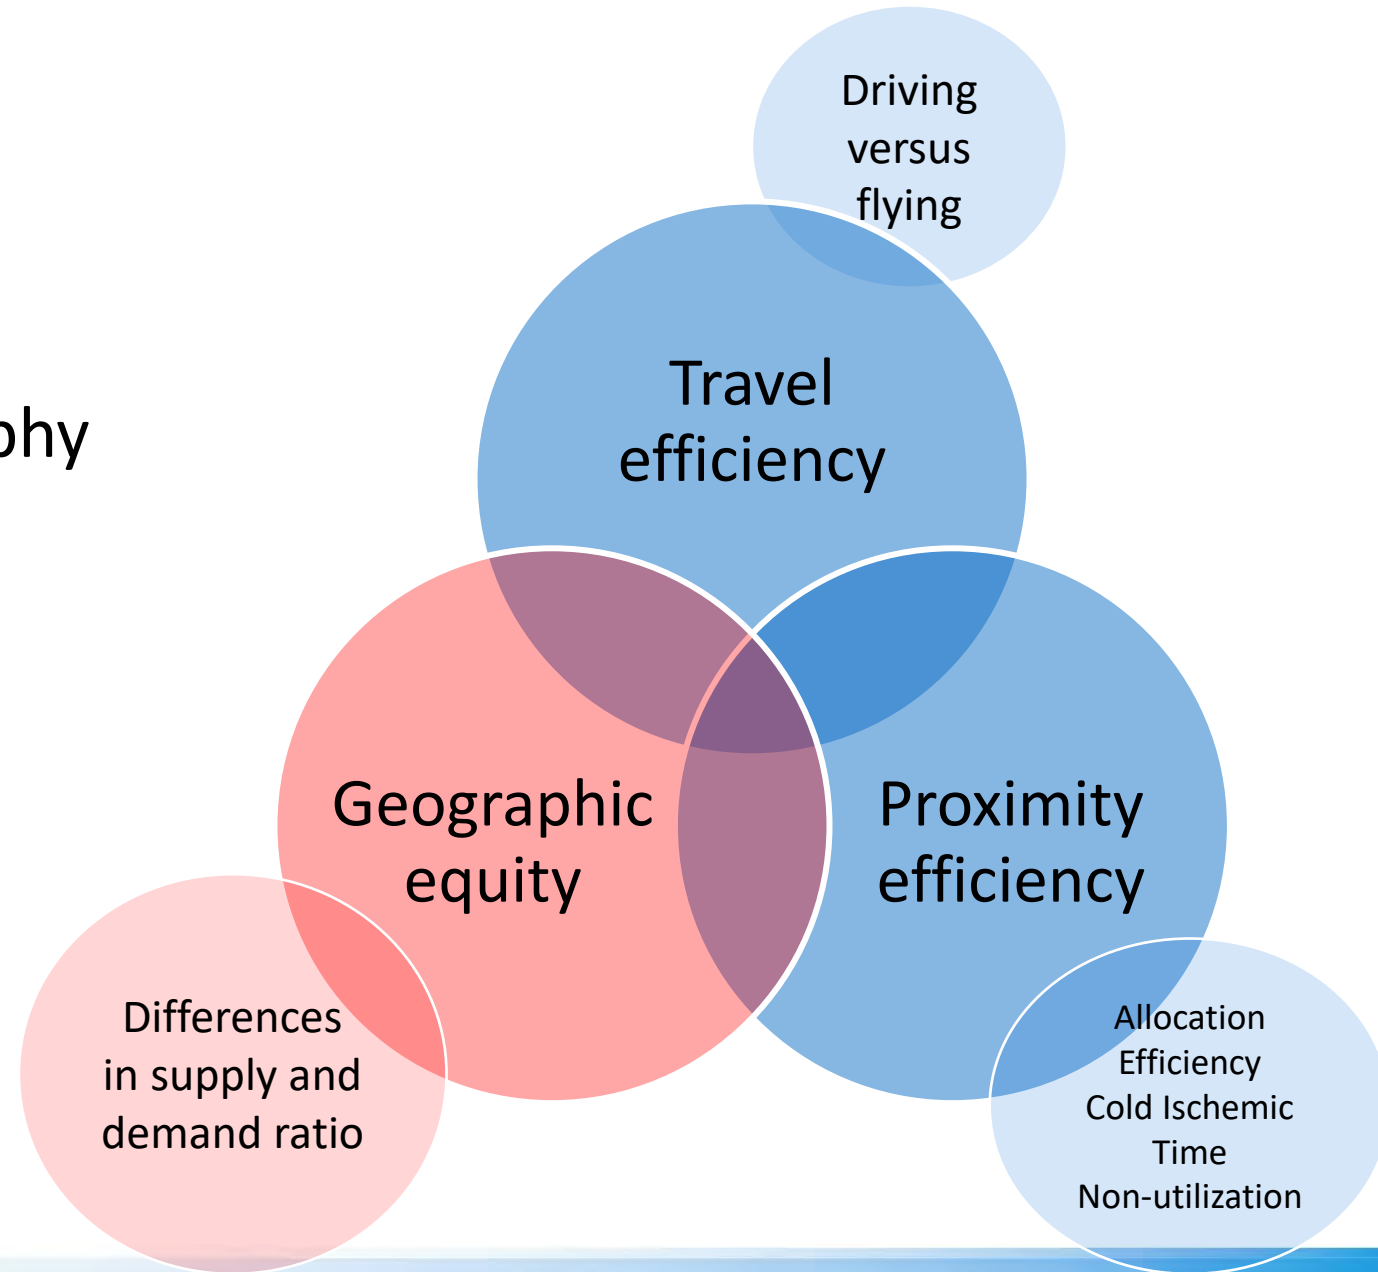 Driving
versus
flying
Travel
efficiency
phy
Geographic
equity
Proximity
efficiency
Differences
in supply and
demand ratio
Allocation
Efficiency
Cold Ischemic
Time
Non-utilization